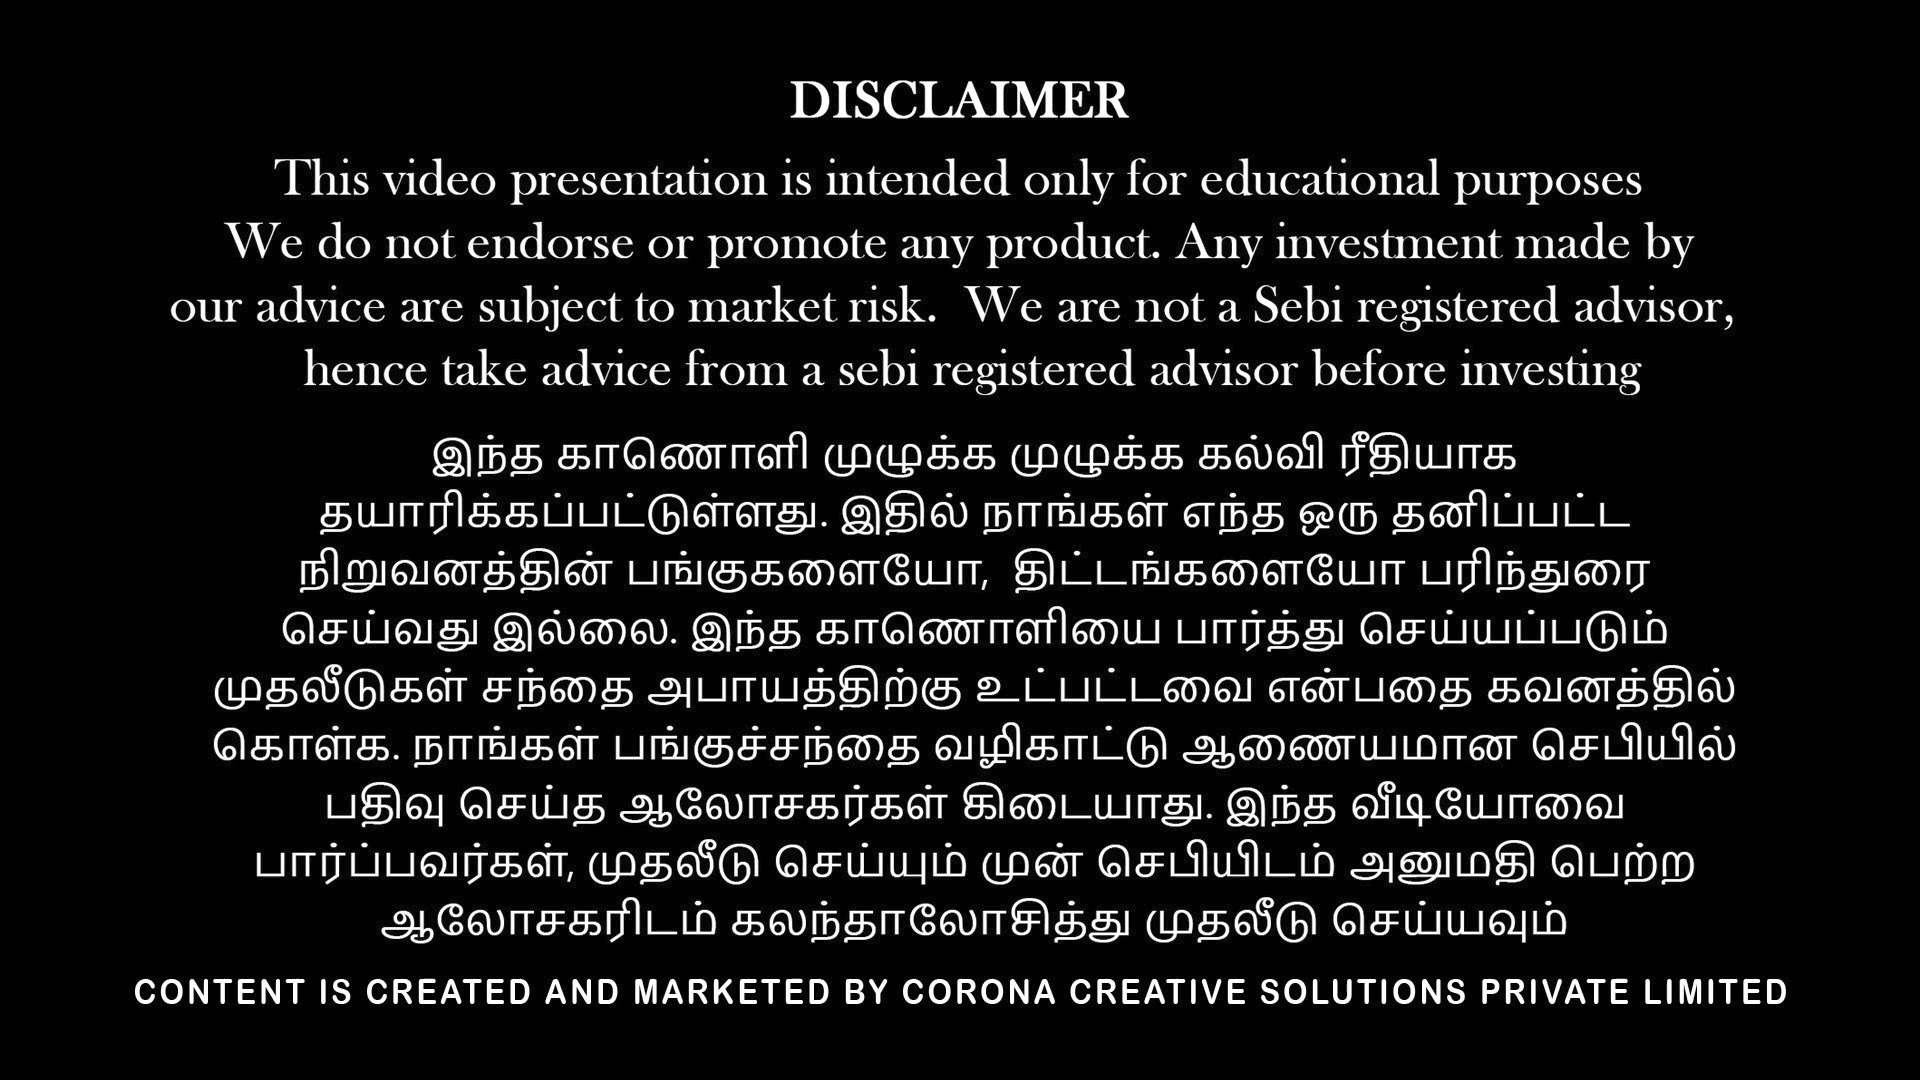 DISCLAIMER
This video presentation is intended only for educational purposes
We do not endorse or promote any product. Any investment made by
our advice are subject to market risk.  We are not a Sebi registered advisor,
hence take advice from a sebi registered advisor before investing
இந்த காணொளி முழுக்க முழுக்க கல்வி ரீதியாக
தயாரிக்கப்பட்டுள்ளது. இதில் நாங்கள் எந்த ஒரு தனிப்பட்ட
நிறுவனத்தின் பங்குகளையோ,  திட்டங்களையோ பரிந்துரை
செய்வது இல்லை. இந்த காணொளியை பார்த்து செய்யப்படும்
முதலீடுகள் சந்தை அபாயத்திற்கு உட்பட்டவை என்பதை கவனத்தில்
கொள்க. நாங்கள் பங்குச்சந்தை வழிகாட்டு ஆணையமான செபியில்
பதிவு செய்த ஆலோசகர்கள் கிடையாது. இந்த வீடியோவை
பார்ப்பவர்கள், முதலீடு செய்யும் முன் செபியிடம் அனுமதி பெற்ற
ஆலோசகரிடம் கலந்தாலோசித்து முதலீடு செய்யவும்
CONTENT IS CREATED AND MARKETED BY CORONA CREATIVE SOLUTIONS PRIVATE LIMITED